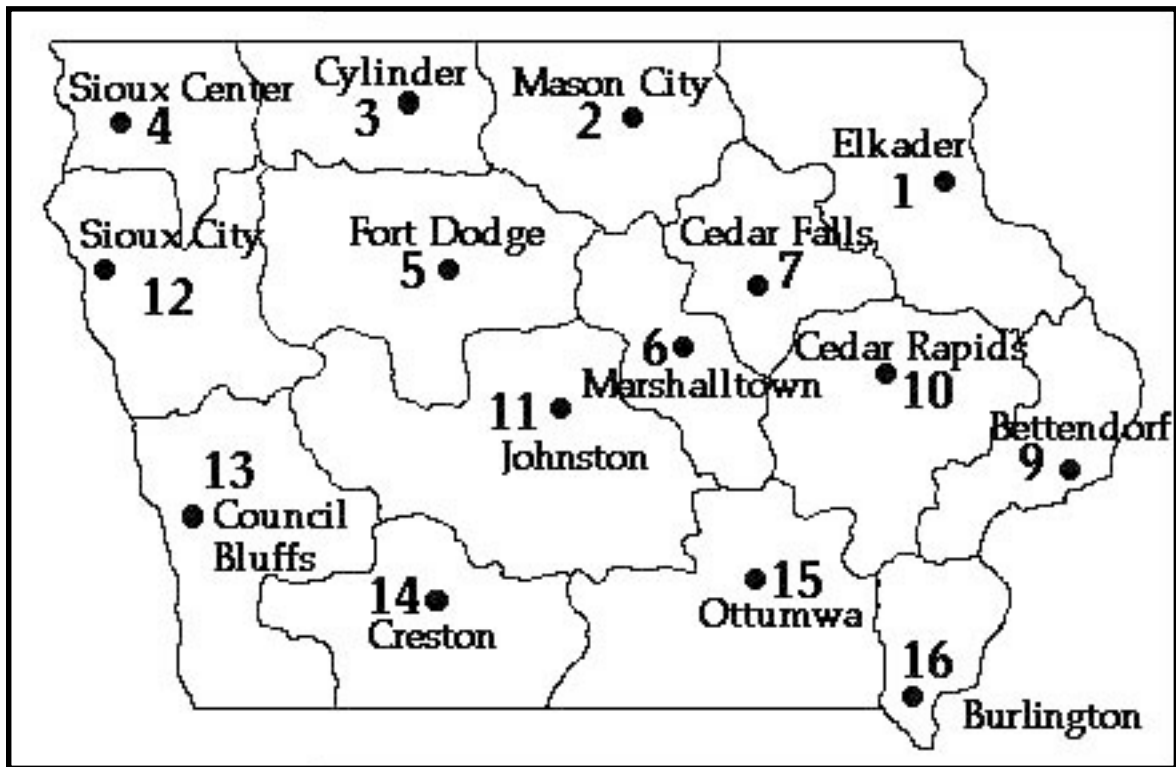 Sioux Center
4
Cylinder
3
Mason City
2
Elkader
1
Sioux City
12
Fort Dodge
5
Cedar Falls
7
6
Marshalltown
Cedar Rapids
10
11
Johnston
Bettendorf
9
13
Council
Bluffs
14
Creston
15
Ottumwa
16
Burlington